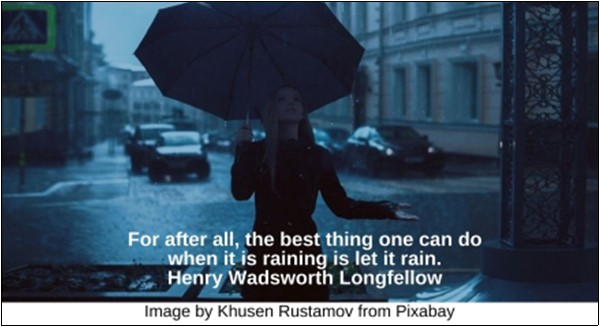 For after all, the best thing one can do
when it is raining is let it rain.
Henry Wadsworth Longfellow
Image by Khusen Rustamov from Pixabay